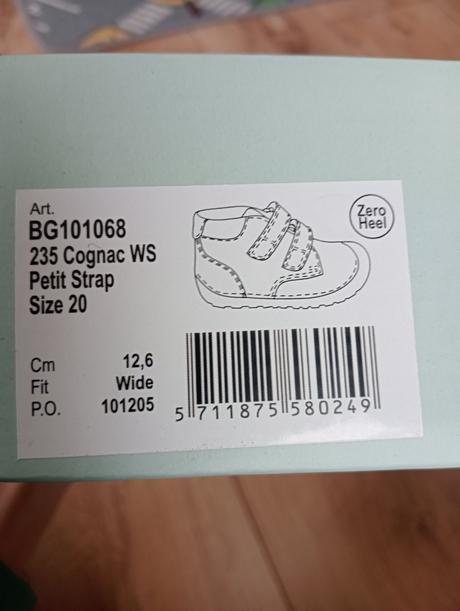 Art.
BG101068
235 Cognac WS
Petit Strap
Size 20
Zero
Heel
Cm 12,6
Fit Wide
P.O. 101205
5 711875 580249